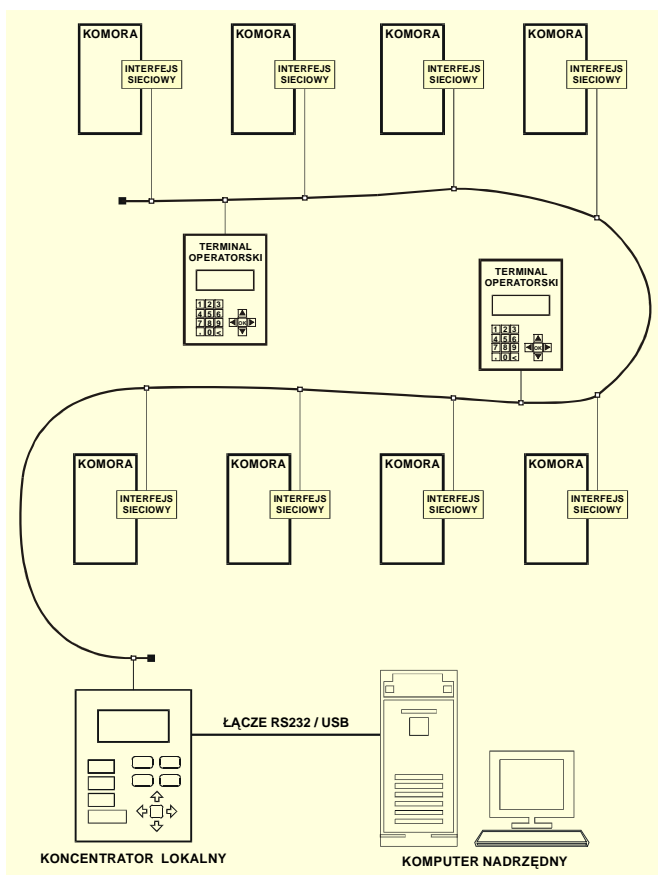 KOMORA KOMORA KOMORA KOMORA
INTERFEJS SIECIOWY
INTERFEJS SIECIOWY
INTERFEJS SIECIOWY
INTERFEJS SIECIOWY
TERMINAL
OPERATORSKI
1 2 3
4 5 6
7 8 9 OK
. 0 <
TERMINAL
OPERATORSKI
1 2 3
4 5 6
7 8 9 OK
. 0 <
KOMORA KOMORA KOMORA KOMORA
INTERFEJS SIECIOWY
INTERFEJS SIECIOWY
INTERFEJS SIECIOWY
INTERFEJS SIECIOWY
ŁĄCZE RS232 / USB
KONCENTRATOR LOKALNY
KOMPUTER NADRZĘDNY